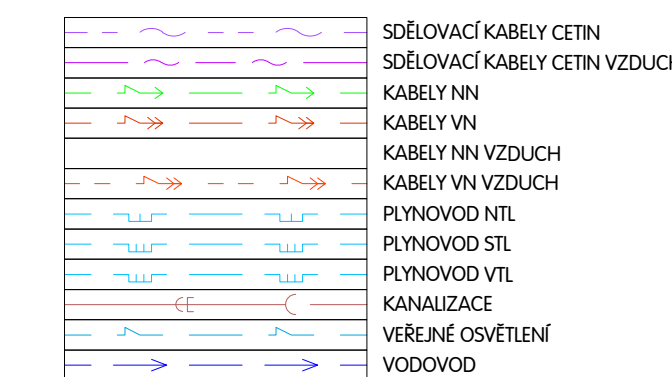 SDĚLOVACÍ KABELY CETIN
SDĚLOVACÍ KABELY CETIN VZDUCH
KABELY NN
KABELY VN
KABELY NN VZDUCH
KABELY VN VZDUCH
PLYNOVOD NTL
PLYNOVOD STL
PLYNOVOD VTL
KANALIZACE
VEŘEJNÉ OSVĚTLENÍ
VODOVOD